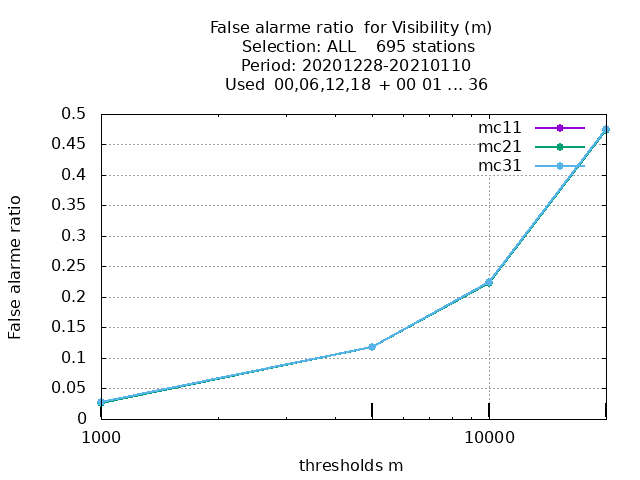 False alarme ratio  for Visibility (m)
Selection: ALL    695 stations
Period: 20201228-20210110
Used  00,06,12,18  + 00 01 ... 36
0.5
0.45
0.4
0.35
0.3
0.25
0.2
0.15
0.1
0.05
0
False alarme ratio
mc11
mc21
mc31
1000
10000
thresholds m